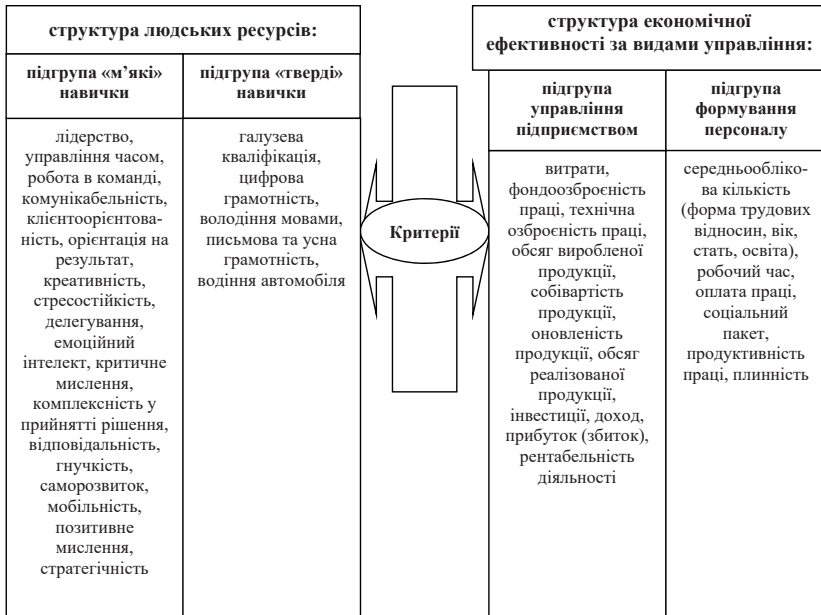 структура людських ресурсів:
підгрупа «м’які»
навички
підгрупа «тверді»
навички
лідерство,
управління часом,
робота в команді,
комунікабельність,
клієнтоорієнтова-
ність, орієнтація на
результат,
креативність,
стресостійкість,
делегування,
емоційний
інтелект, критичне
мислення,
комплексність у
прийнятті рішення,
відповідальність,
гнучкість,
саморозвиток,
мобільність,
позитивне
мислення,
стратегічність
галузева
кваліфікація,
цифрова
грамотність,
володіння мовами,
письмова та усна
грамотність,
водіння автомобіля
Критерії
структура економічної
ефективності за видами управління:
підгрупа
управління
підприємством
підгрупа
формування
персоналу
витрати,
фондоозброєність
праці, технічна
озброєність праці,
обсяг виробленої
продукції,
собівартість
продукції,
оновленість
продукції, обсяг
реалізованої
продукції,
інвестиції, доход,
прибуток (збиток),
рентабельність
діяльності
середньообліко-
ва кількість
(форма трудових
відносин, вік,
стать, освіта),
робочий час,
оплата праці,
соціальний
пакет,
продуктивність
праці, плинність